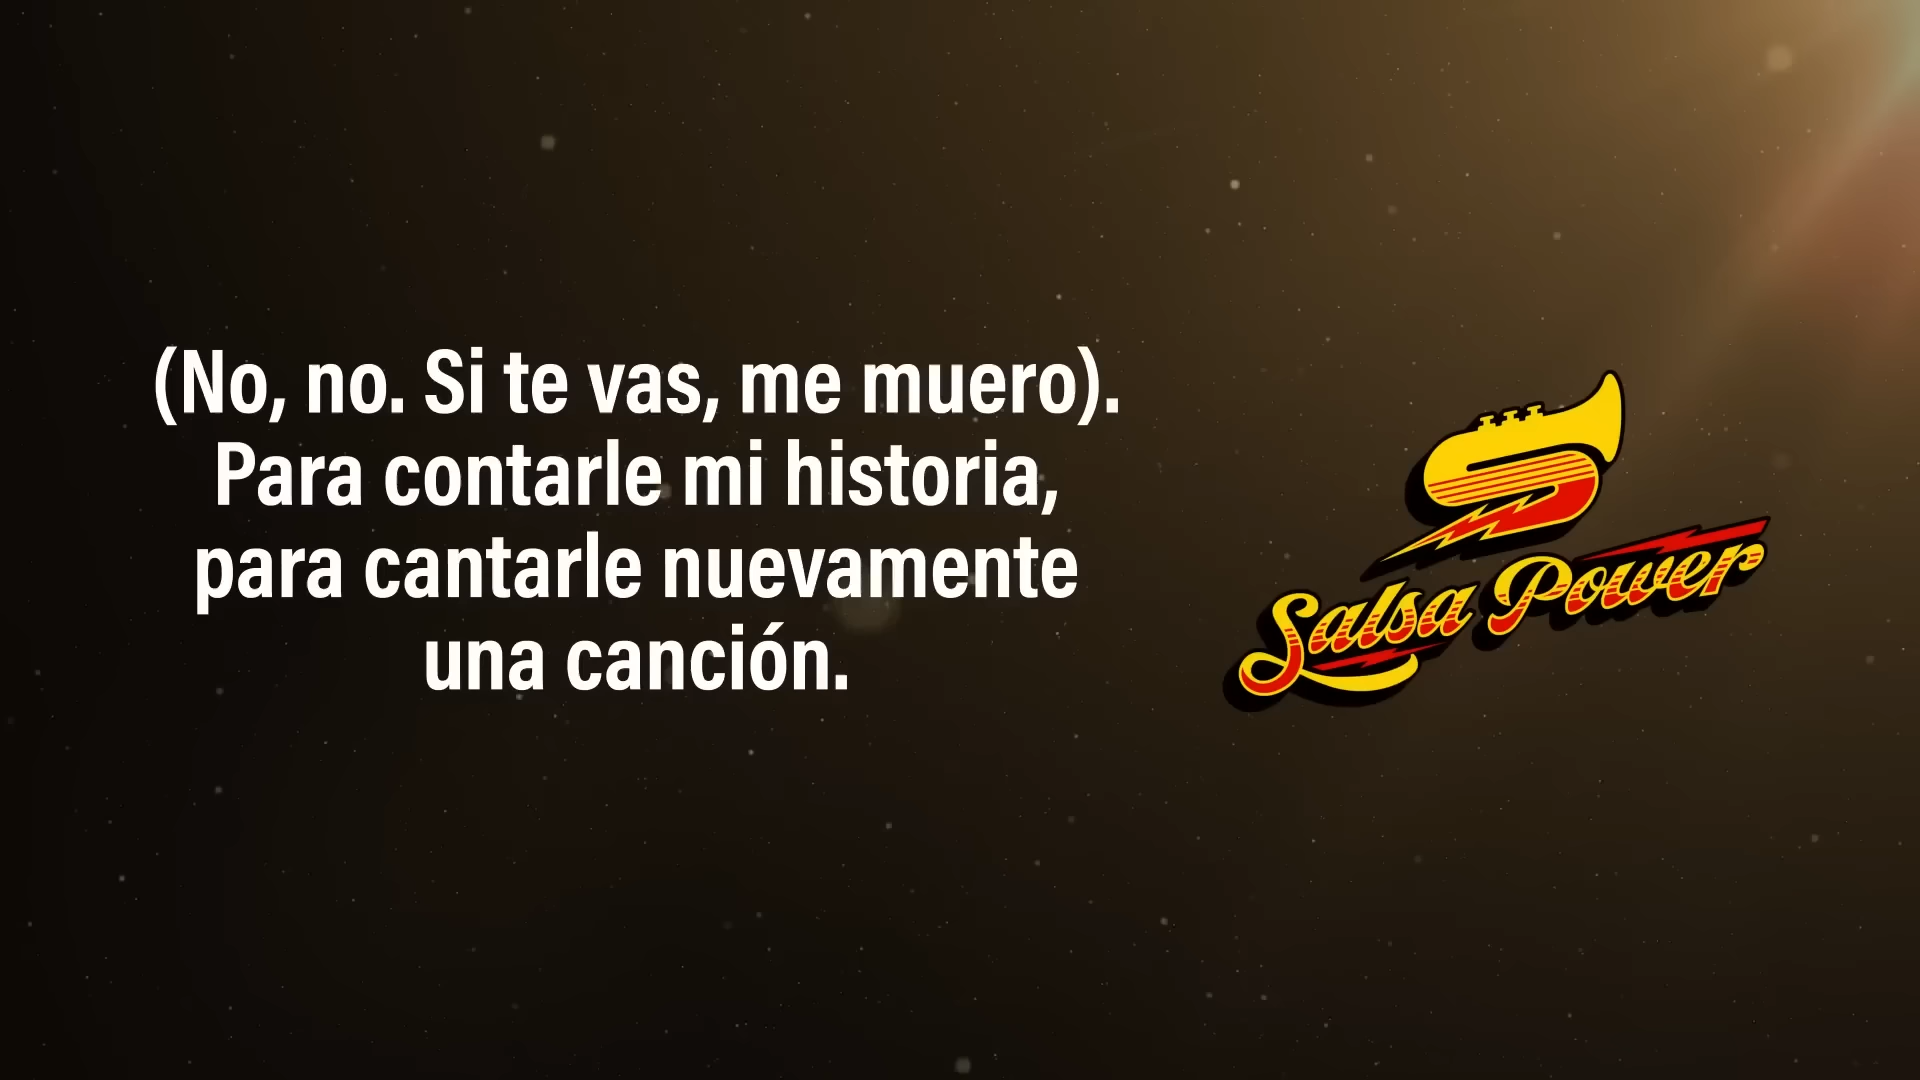 (No, no. Si te vas, me muero).
Para contarle mi historia,
para cantarle nuevamente
una canción.
Salsa Power